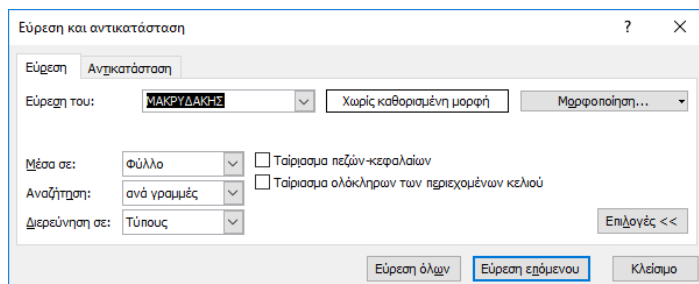 Εύρεση και αντικατάσταση ?
Εύρεση Αντικατάσταση
Εύρεση του: ΜΑΚΡΥΔΑΚΗΣ Χωρίς καθορισμένη μορφή Μορφοποίηση...
Μέσα σε: Φύλλο Ταίριασμα πεζών-κεφαλαίων
Αναζήτηση: ανά γραμμές Ταίριασμα ολόκληρων των περιεχομένων κελιού
Διερεύνηση σε: Τύπους Επιλογές <<
Εύρεση όλων Εύρεση επόμενου Κλείσιμο